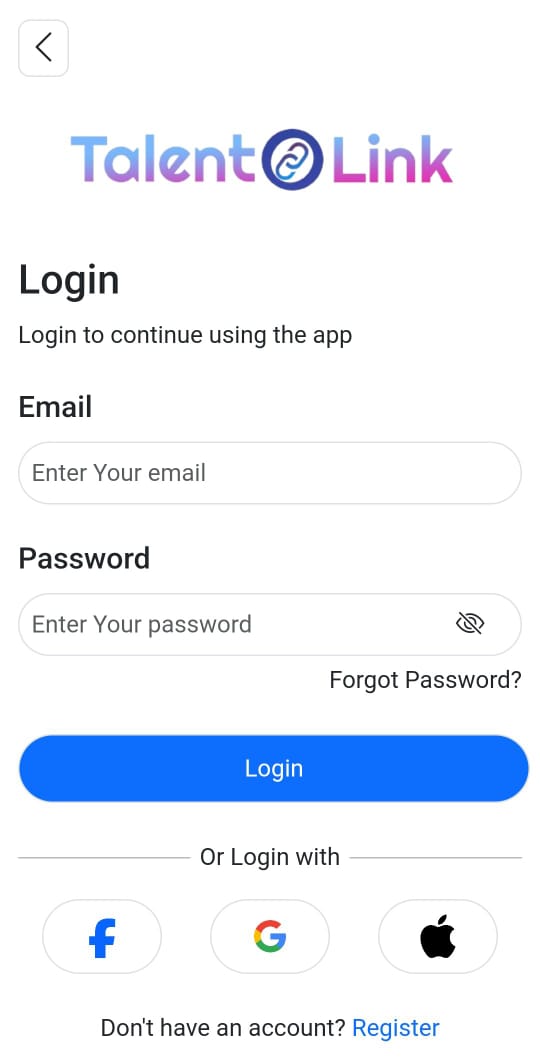 Talent Link
Login
Login to continue using the app
Email
Enter Your email
Password
Enter Your password
Forgot Password?
Login
Or Login with
Don't have an account? Register